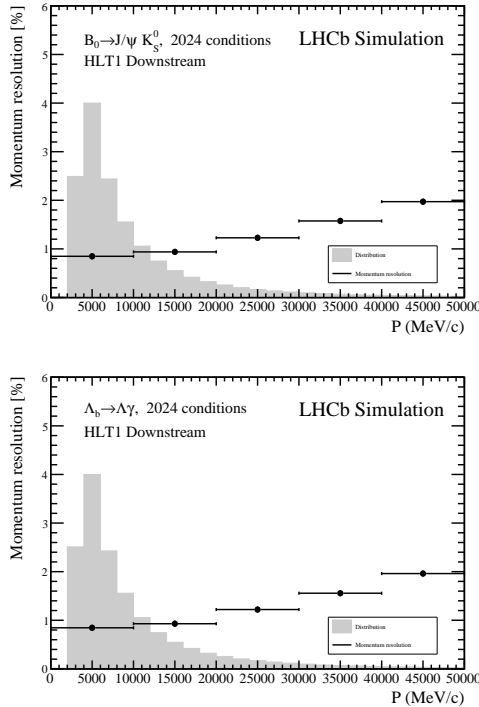 Momentum resolution [%]
6
5
4
3
2
1
0
B₀→J/ψ K⁰_S, 2024 conditions
HLT1 Downstream
LHCb Simulation
Distribution
Momentum resolution
0 5000 10000 15000 20000 25000 30000 35000 40000 45000 50000
P (MeV/c)
Momentum resolution [%]
6
5
4
3
2
1
0
Λ_b→Λγ, 2024 conditions
HLT1 Downstream
LHCb Simulation
Distribution
Momentum resolution
0 5000 10000 15000 20000 25000 30000 35000 40000 45000 50000
P (MeV/c)